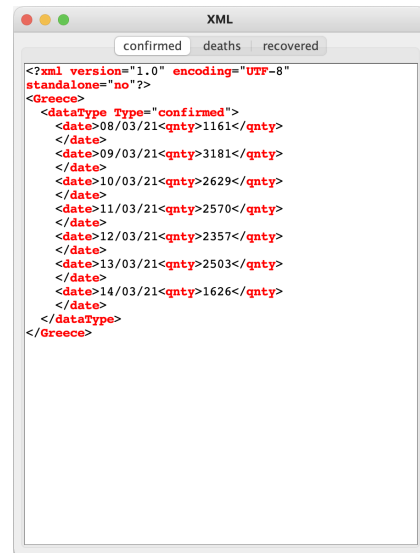 XML
confirmed deaths recovered
<?xml version="1.0" encoding="UTF-8"
standalone="no"?>
<Greece>
  <dataType Type="confirmed">
    <date>08/03/21<qnty>1161</qnty>
    </date>
    <date>09/03/21<qnty>3181</qnty>
    </date>
    <date>10/03/21<qnty>2629</qnty>
    </date>
    <date>11/03/21<qnty>2570</qnty>
    </date>
    <date>12/03/21<qnty>2357</qnty>
    </date>
    <date>13/03/21<qnty>2503</qnty>
    </date>
    <date>14/03/21<qnty>1626</qnty>
    </date>
  </dataType>
</Greece>